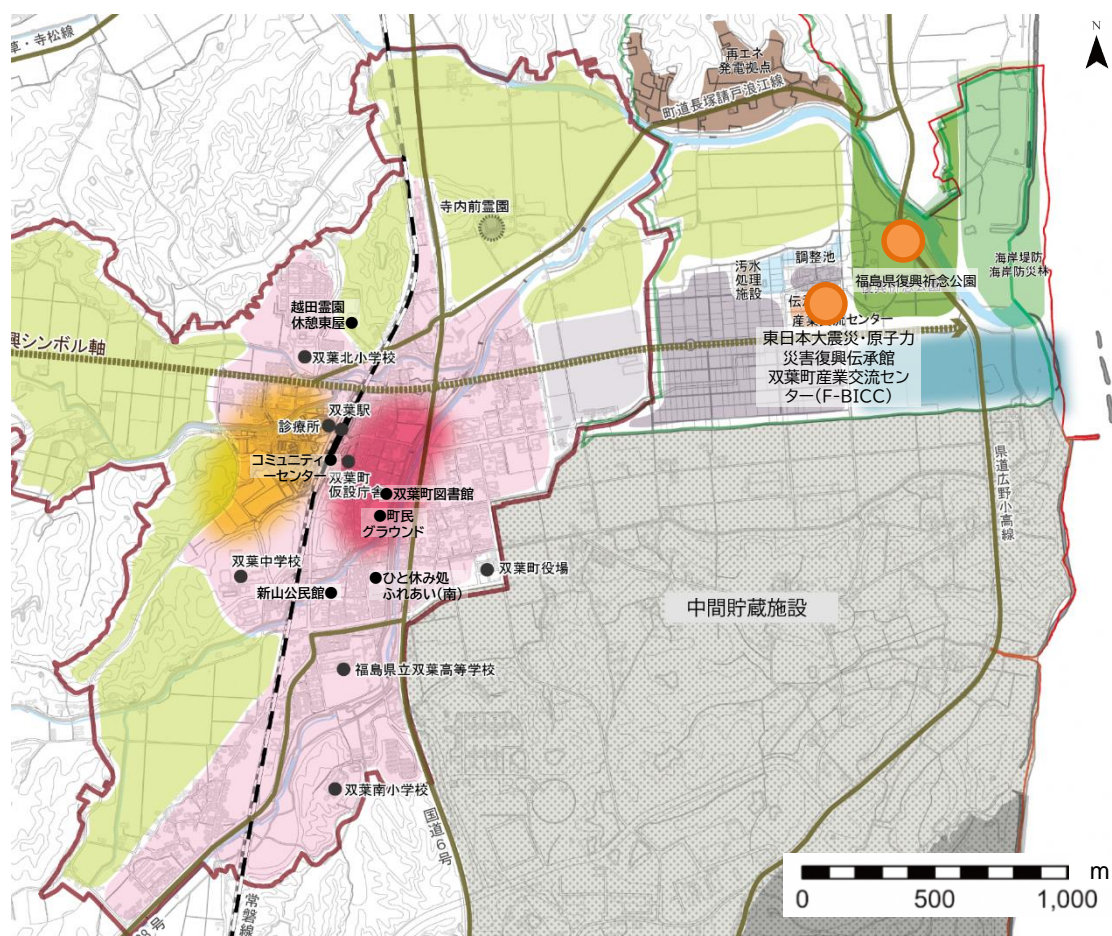 草・寺松線
N
再エネ
発電拠点
町道長塚請戸浪江線
寺内前霊園
汚水
処理
施設
調整池
海岸堤防
海岸防災林
福島県復興祈念公園
越田霊園
休憩東屋
伝
産業
流センター
東日本大震災・原子力
災害復興伝承館
双葉町産業交流セン
ター(F-BICC)
興シンボル軸
双葉北小学校
双葉駅
診療所
コミュニティ
ーセンター
双葉町
仮設庁舎
双葉町図書館
町民
グラウンド
県道広野小高線
双葉中学校
新山公民館
ひと休み処
ふれあい(南)
双葉町役場
中間貯蔵施設
福島県立双葉高等学校
双葉南小学校
国道6号
常磐線
号
m
0
500
1,000